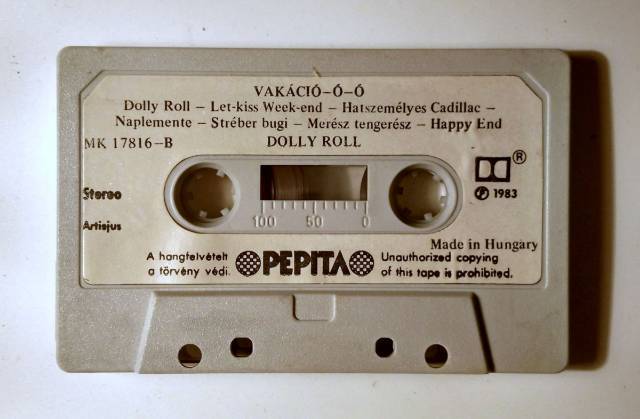 VAKÁCIÓ–Ó–Ó
Dolly Roll – Let-kiss Week-end – Hatszemélyes Cadillac –
Naplemente – Stréber bugi – Merész tengerész – Happy End
MK 17816–B
DOLLY ROLL
®
Stereo
℗ 1983
Artisjus
100 50 0
Made in Hungary
A hangfelvételt
a törvény védi.
PEPITA
Unauthorized copying
of this tape is prohibited.